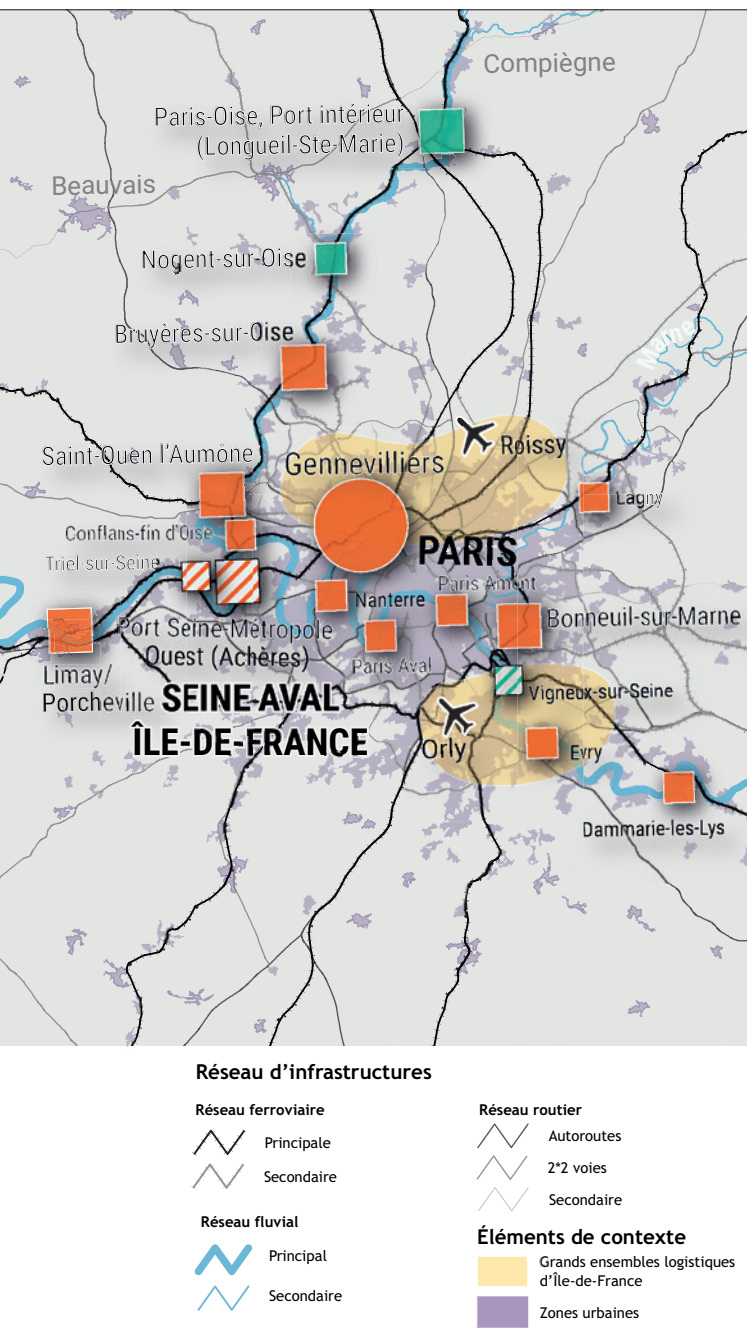 Compiègne
Paris-Oise, Port intérieur
(Longueil-Ste-Marie)
Beauvais
Nogent-sur-Oise
Bruyères-sur-Oise
Marne
Saint-Ouen l'Aumône
Gennevilliers
Roissy
Lagny
Conflans-fin d'Oise
PARIS
Triel-sur-Seine
Paris Amont
Nanterre
Bonneuil-sur-Marne
Port Seine-Métropole
Ouest (Achères)
Paris Aval
Limay/
Porcheville
SEINE-AVAL
ÎLE-DE-FRANCE
Vigneux-sur-Seine
Orly
Evry
Dammarie-les-Lys
Réseau d'infrastructures
Réseau ferroviaire
Principale
Secondaire
Réseau fluvial
Principal
Secondaire
Réseau routier
Autoroutes
2*2 voies
Secondaire
Éléments de contexte
Grands ensembles logistiques
d'Île-de-France
Zones urbaines